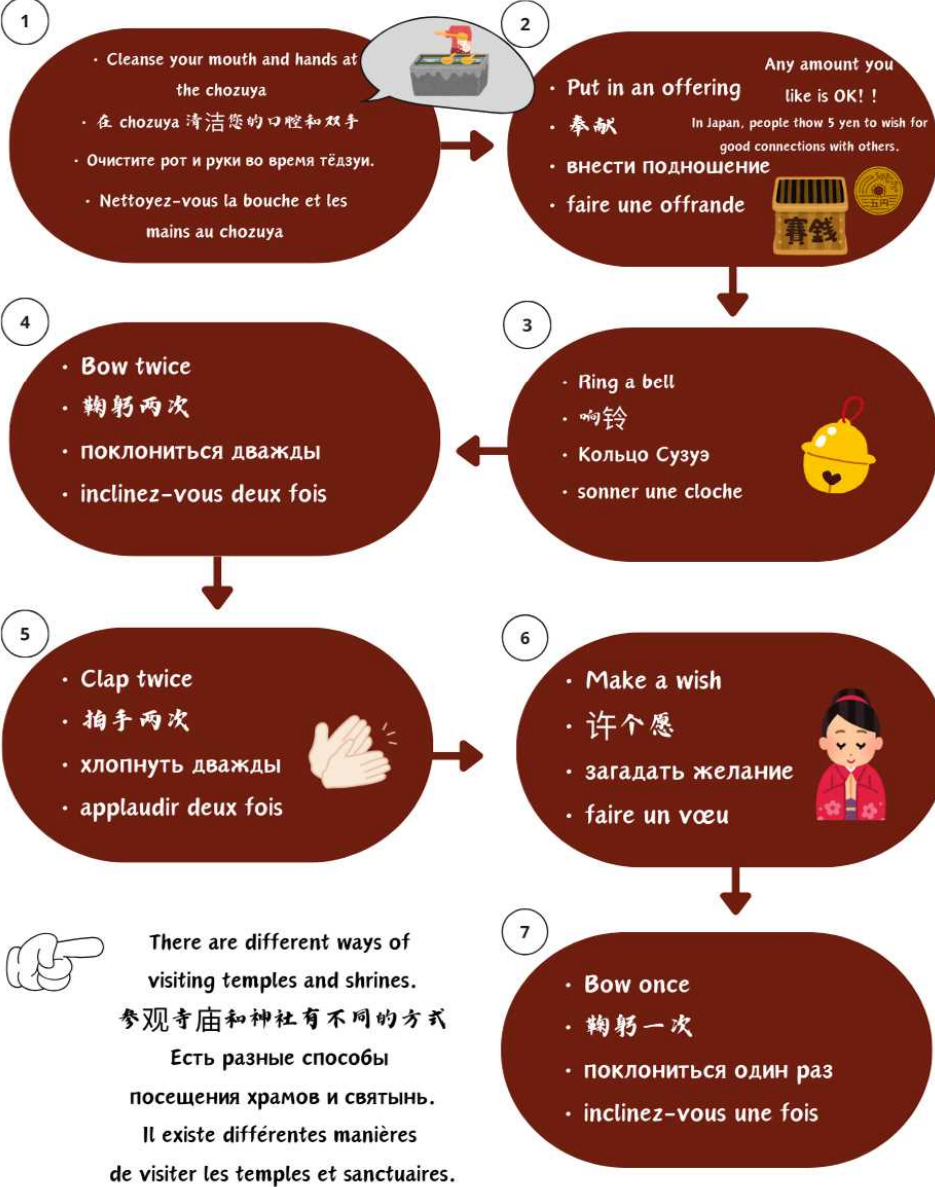 1
· Cleanse your mouth and hands at
the chozuya
· 在 chozuya 清洁您的口腔和双手
· Очистите рот и руки во время тёдзуи.
· Nettoyez-vous la bouche et les
mains au chozuya
2
· Put in an offering
· 奉献
· внести подношение
· faire une offrande
Any amount you
like is OK! !
In Japan, people thow 5 yen to wish for
good connections with others.
賽銭
五円
3
· Ring a bell
· 响铃
· Кольцо Сузуэ
· sonner une cloche
4
· Bow twice
· 鞠躬两次
· поклониться дважды
· inclinez-vous deux fois
5
· Clap twice
· 拍手两次
· хлопнуть дважды
· applaudir deux fois
6
· Make a wish
· 许个愿
· загадать желание
· faire un vœu
7
· Bow once
· 鞠躬一次
· поклониться один раз
· inclinez-vous une fois
There are different ways of
visiting temples and shrines.
参观寺庙和神社有不同的方式
Есть разные способы
посещения храмов и святынь.
Il existe différentes manières
de visiter les temples et sanctuaires.